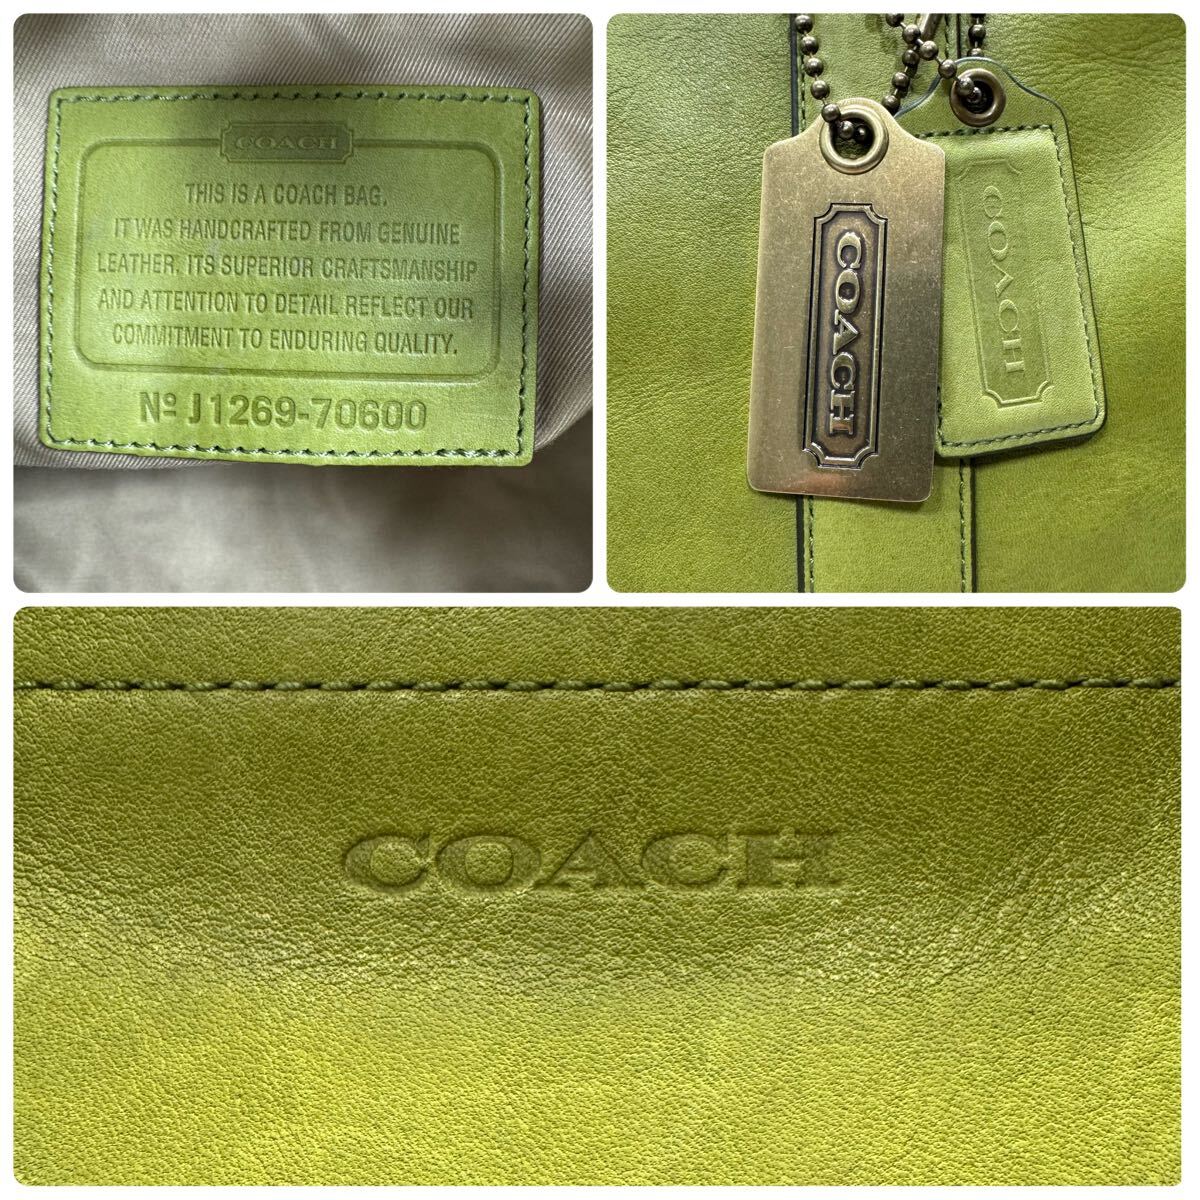 COACH
THIS IS A COACH BAG.
IT WAS HANDCRAFTED FROM GENUINE
LEATHER. ITS SUPERIOR CRAFTSMANSHIP
AND ATTENTION TO DETAIL REFLECT OUR
COMMITMENT TO ENDURING QUALITY.
Nº J1269-70600
COACH
COACH
COACH